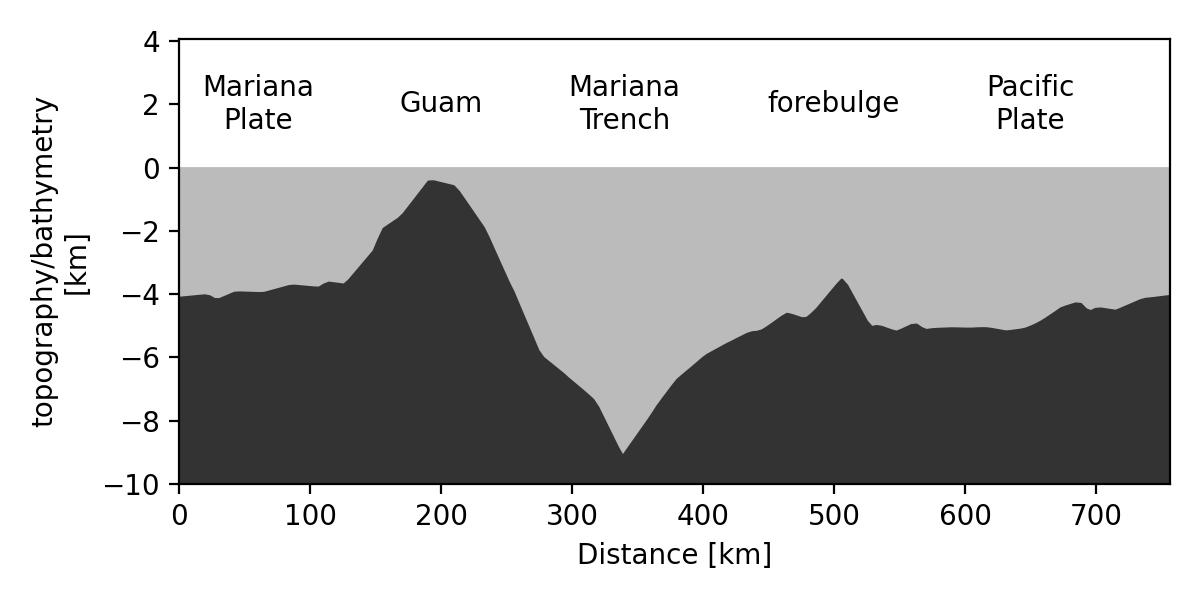 4
Mariana
Plate
Guam
Mariana
Trench
forebulge
Pacific
Plate
2
0
−2
−4
−6
−8
−10
topography/bathymetry
[km]
0 100 200 300 400 500 600 700
Distance [km]